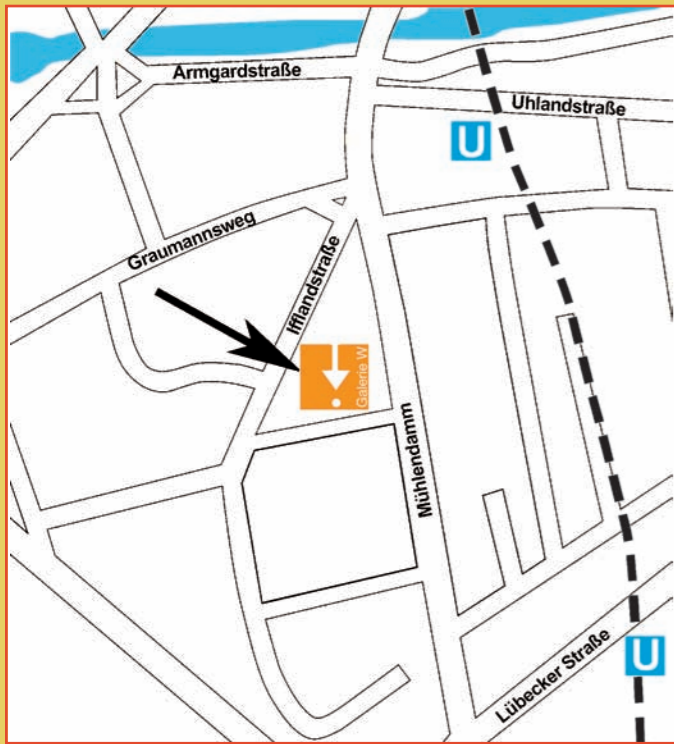 Armgardstraße
Uhlandstraße
U
Graumannsweg
Ifflandstraße
Galerie W
Mühlendamm
Lübecker Straße
U